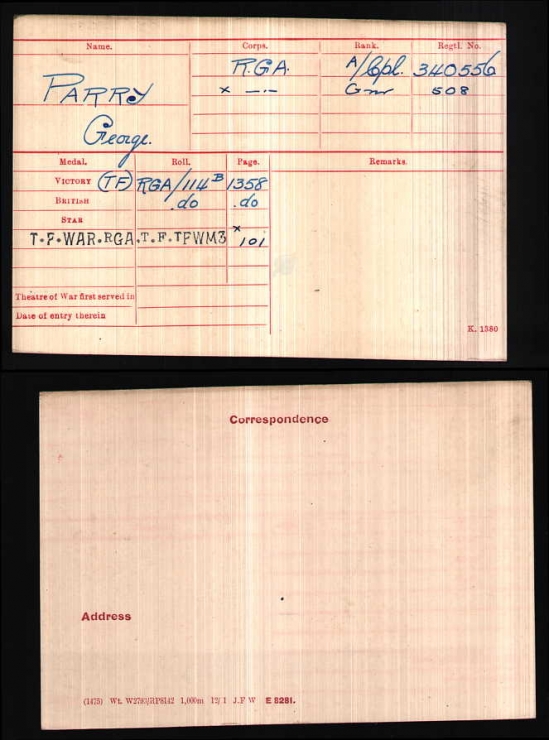 Name. Corps. Rank. Regtl. No.
PARRY R.G.A. A/Cpl. 340556
× —·— Gnr 508
George.
Medal. Roll. Page. Remarks.
VICTORY (TF) RGA/114 B 1358
BRITISH do do
STAR
T.F.WAR.RGA.T.F.TFWM3 × 101
Theatre of War first served in
Date of entry therein
K. 1380
Correspondence
Address
(1475) Wt. W2793/RP8142 1,000m 12/1 J.F W E 8281.